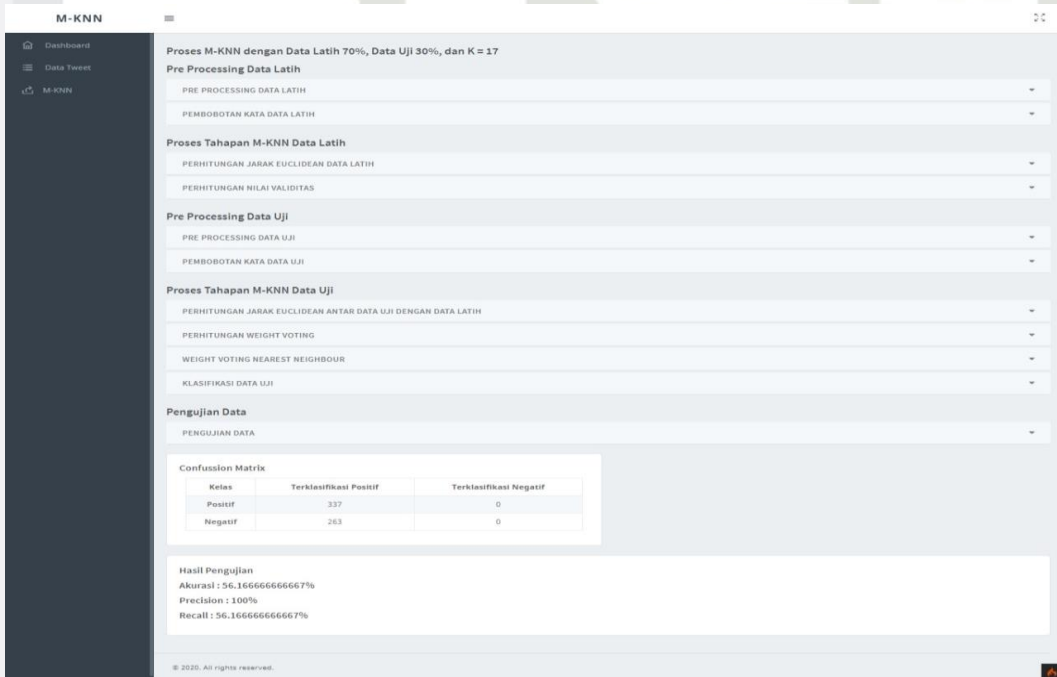 M-KNN
Dashboard
Data Tweet
M-KNN
Proses M-KNN dengan Data Latih 70%, Data Uji 30%, dan K = 17
Pre Processing Data Latih
PRE PROCESSING DATA LATIH
PEMBOBOTAN KATA DATA LATIH
Proses Tahapan M-KNN Data Latih
PERHITUNGAN JARAK EUCLIDEAN DATA LATIH
PERHITUNGAN NILAI VALIDITAS
Pre Processing Data Uji
PRE PROCESSING DATA UJI
PEMBOBOTAN KATA DATA UJI
Proses Tahapan M-KNN Data Uji
PERHITUNGAN JARAK EUCLIDEAN ANTAR DATA UJI DENGAN DATA LATIH
PERHITUNGAN WEIGHT VOTING
WEIGHT VOTING NEAREST NEIGHBOUR
KLASIFIKASI DATA UJI
Pengujian Data
PENGUJIAN DATA
Confussion Matrix
Kelas Terklasifikasi Positif Terklasifikasi Negatif
Positif 337 0
Negatif 263 0
Hasil Pengujian
Akurasi : 56.166666666667%
Precision : 100%
Recall : 56.166666666667%
© 2020. All rights reserved.